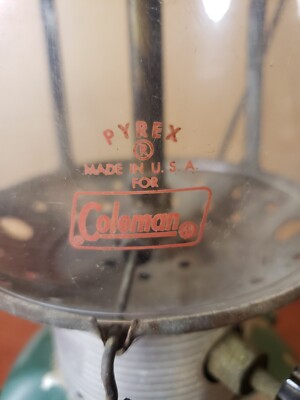 PYREX
®
MADE IN U.S.A.
FOR
Coleman®